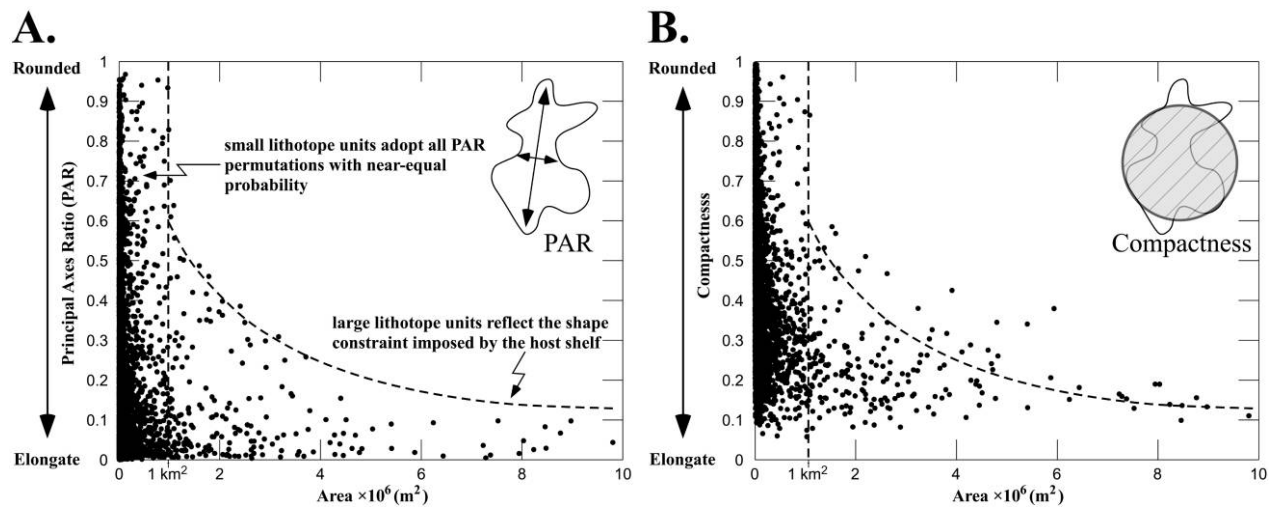 A.
Rounded
Elongate
Principal Axes Ratio (PAR)
1
0.9
0.8
0.7
0.6
0.5
0.4
0.3
0.2
0.1
0
small lithotope units adopt all PAR
permutations with near-equal
probability
PAR
large lithotope units reflect the shape
constraint imposed by the host shelf
0 1 km² 2 4 6 8 10
Area ×10⁶ (m²)
B.
Rounded
Elongate
Compactnesss
1
0.9
0.8
0.7
0.6
0.5
0.4
0.3
0.2
0.1
0
Compactness
0 1 km² 2 4 6 8 10
Area ×10⁶ (m²)